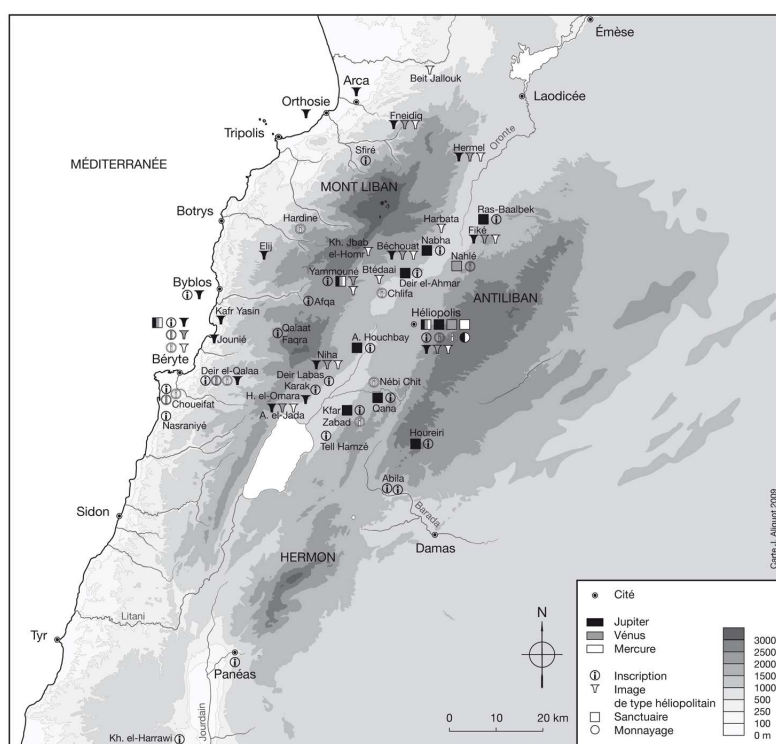 Émèse
Beit Jallouk
Arca
Laodicée
Orthosie
Fneidiq
Tripolis
Oronte
Sfiré
Hermel
MÉDITERRANÉE
MONT LIBAN
Ras-Baalbek
Botrys
Hardine
Harbata
Fiké
Elij
Kh. Jbab
el-Homr
Béchouat
Nabha
Nahlé
Yammouné
Btédaai
Deir el-Ahmar
Byblos
Chlifa
ANTILIBAN
Afqa
Héliopolis
Kafr Yasin
Qalaat
Faqra
Jounié
A. Houchbay
Niha
Béryte
Deir el-Qalaa
Deir Labas
Nébi Chit
Karak
Choueifat
H. el-Omara
Kfar
Zabad
Qana
A. el-Jada
Nasraniyé
Tell Hamzé
Houreiri
Abila
Sidon
Barada
Damas
HERMON
Carte J. Aliquot 2009
Litani
Tyr
Panéas
Jourdain
Kh. el-Harrawi
N
0 10 20 km
Cité
Jupiter
Vénus
Mercure
Inscription
Image
de type héliopolitain
Sanctuaire
Monnayage
3000
2500
2000
1500
1000
500
250
100
0 m